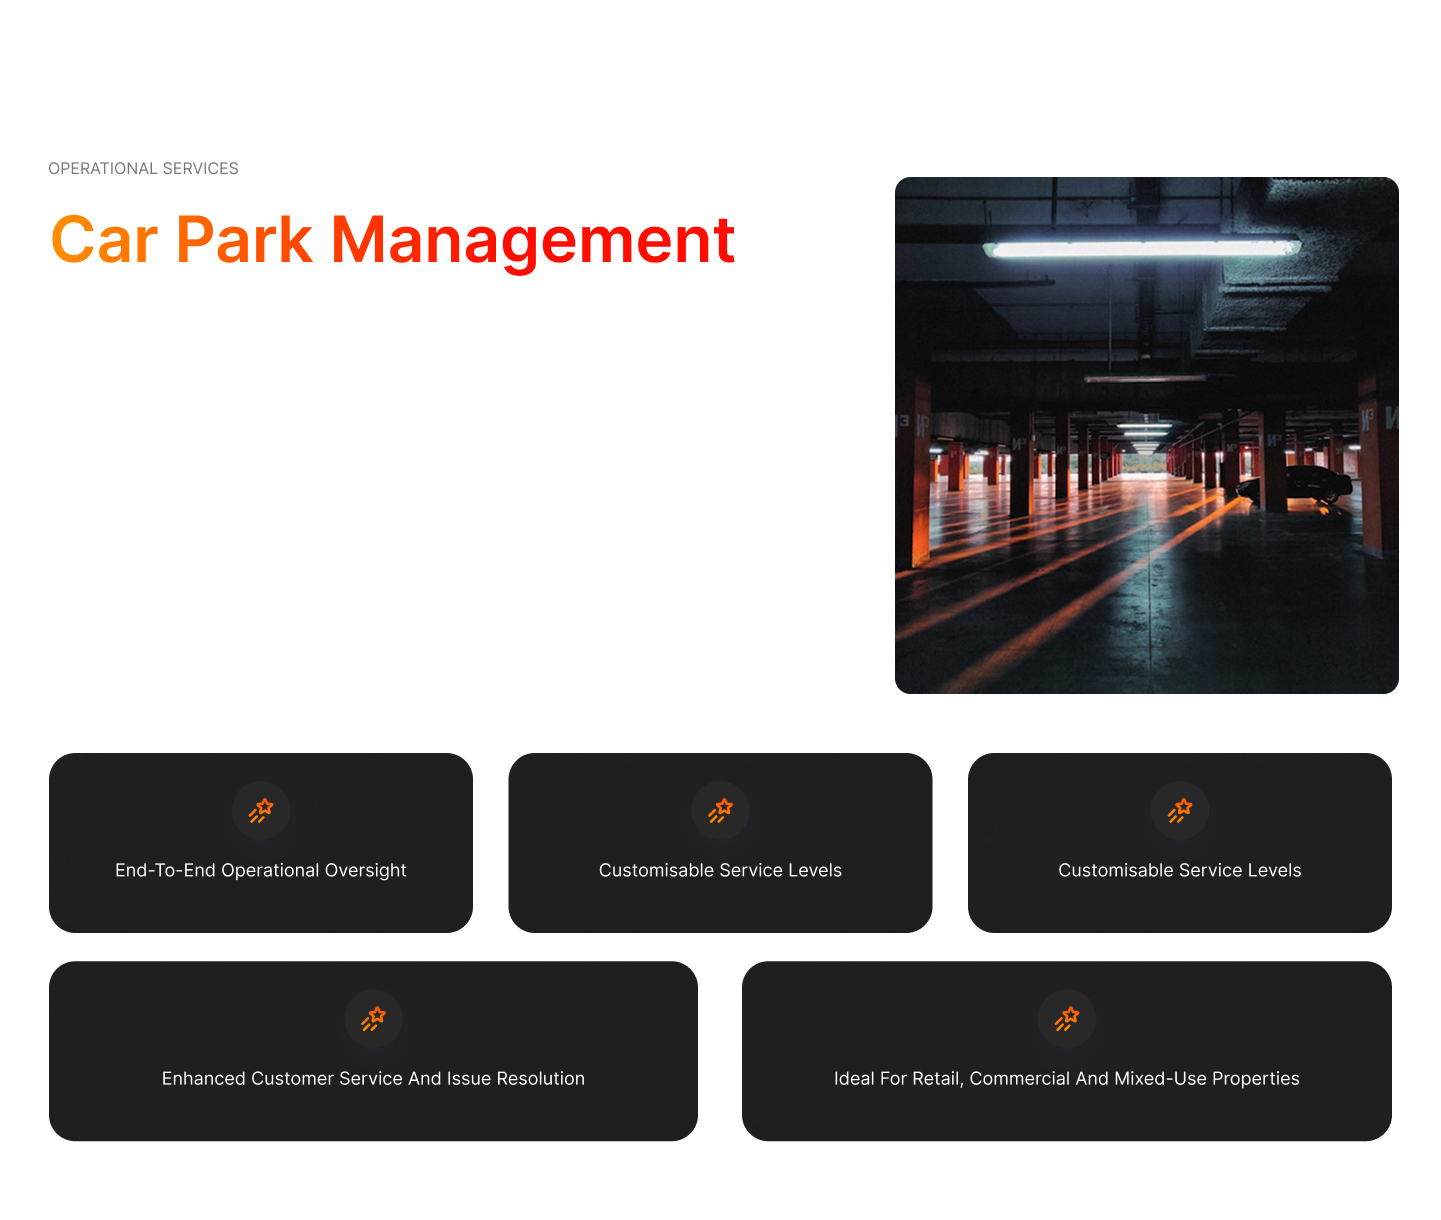 OPERATIONAL SERVICES
Car Park Management
End-To-End Operational Oversight
Customisable Service Levels
Customisable Service Levels
Enhanced Customer Service And Issue Resolution
Ideal For Retail, Commercial And Mixed-Use Properties